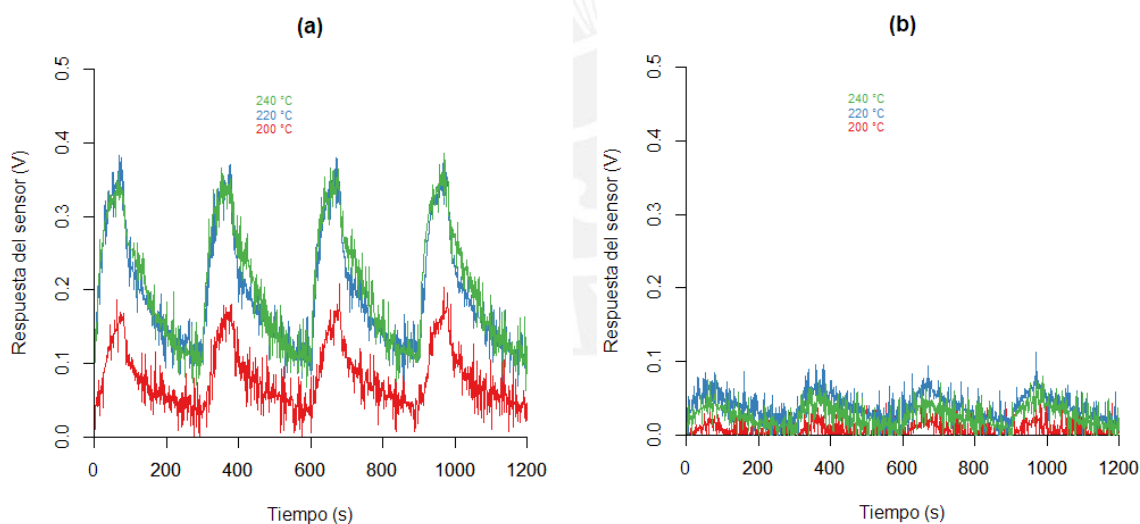 (a)
Respuesta del sensor (V)
0.5
0.4
0.3
0.2
0.1
0.0
240 °C
220 °C
200 °C
0 200 400 600 800 1000 1200
Tiempo (s)
(b)
Respuesta del sensor (V)
0.5
0.4
0.3
0.2
0.1
0.0
240 °C
220 °C
200 °C
0 200 400 600 800 1000 1200
Tiempo (s)